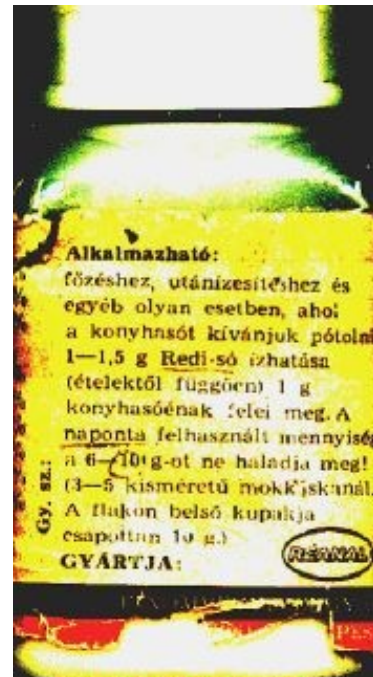 Alkalmazható:
főzéshez, utánízesítéshez és
egyéb olyan esetben, ahol
a konyhasót kívánjuk pótolni
1—1,5 g Redi-só ízhatása
(ételektől függően) 1 g
konyhasóénak felel meg. A
naponta felhasznált mennyiség
a 6—10 g-ot ne haladja meg!
(3—5 kisméretű mokkáskanál.
A flakon belső kupakja
csapottan 10 g.)
Gy. sz.:
GYÁRTJA:
REANAL